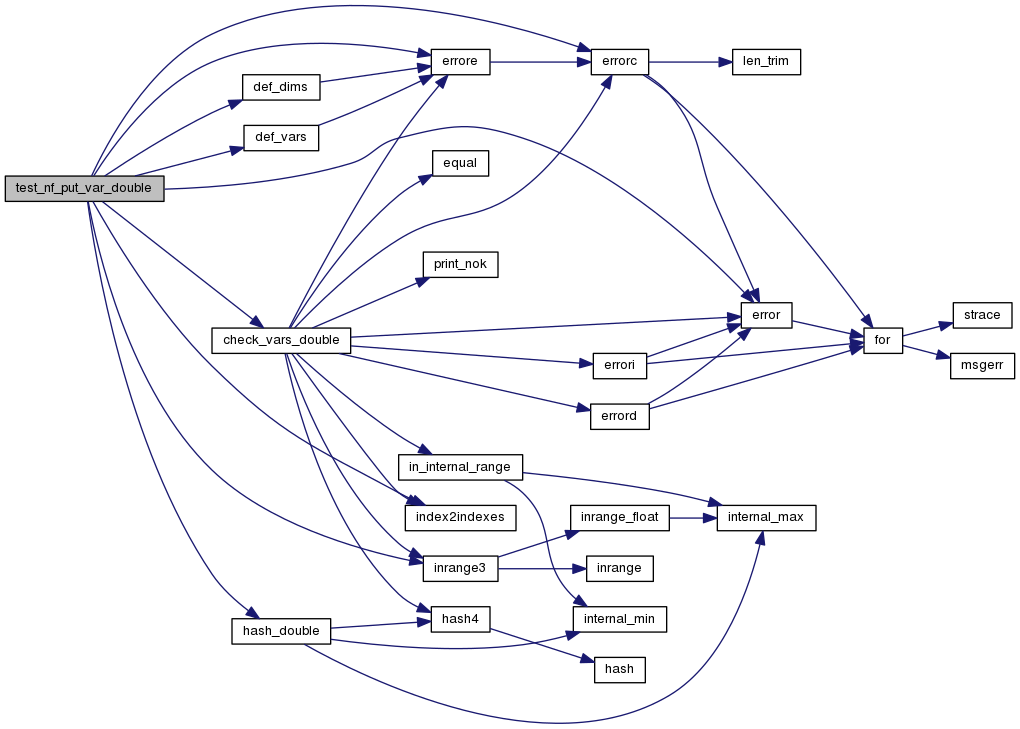 test_nf_put_var_double
def_dims
def_vars
check_vars_double
hash_double
errore
equal
print_nok
in_internal_range
index2indexes
inrange3
hash4
errorc
errori
errord
inrange_float
inrange
internal_min
hash
len_trim
error
internal_max
for
strace
msgerr